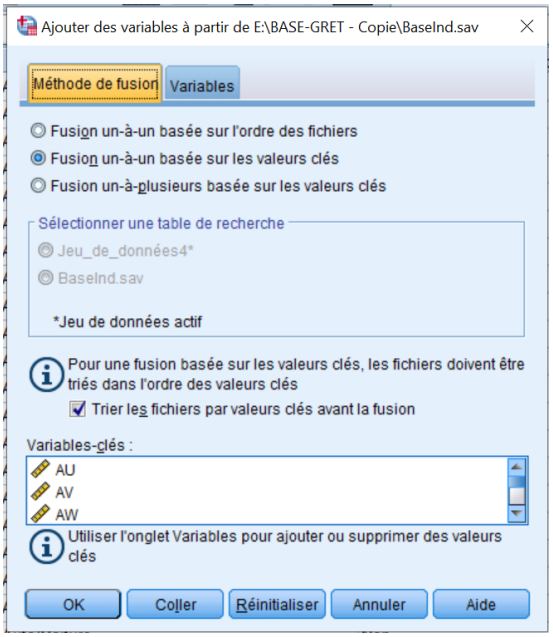 Ajouter des variables à partir de E:\BASE-GRET - Copie\BaseInd.sav
Méthode de fusion Variables
Fusion un-à-un basée sur l'ordre des fichiers
Fusion un-à-un basée sur les valeurs clés
Fusion un-à-plusieurs basée sur les valeurs clés
Sélectionner une table de recherche
Jeu_de_données4*
BaseInd.sav
*Jeu de données actif
Pour une fusion basée sur les valeurs clés, les fichiers doivent être
triés dans l'ordre des valeurs clés
Trier les fichiers par valeurs clés avant la fusion
Variables-clés :
AU
AV
AW
Utiliser l'onglet Variables pour ajouter ou supprimer des valeurs
clés
OK Coller Réinitialiser Annuler Aide